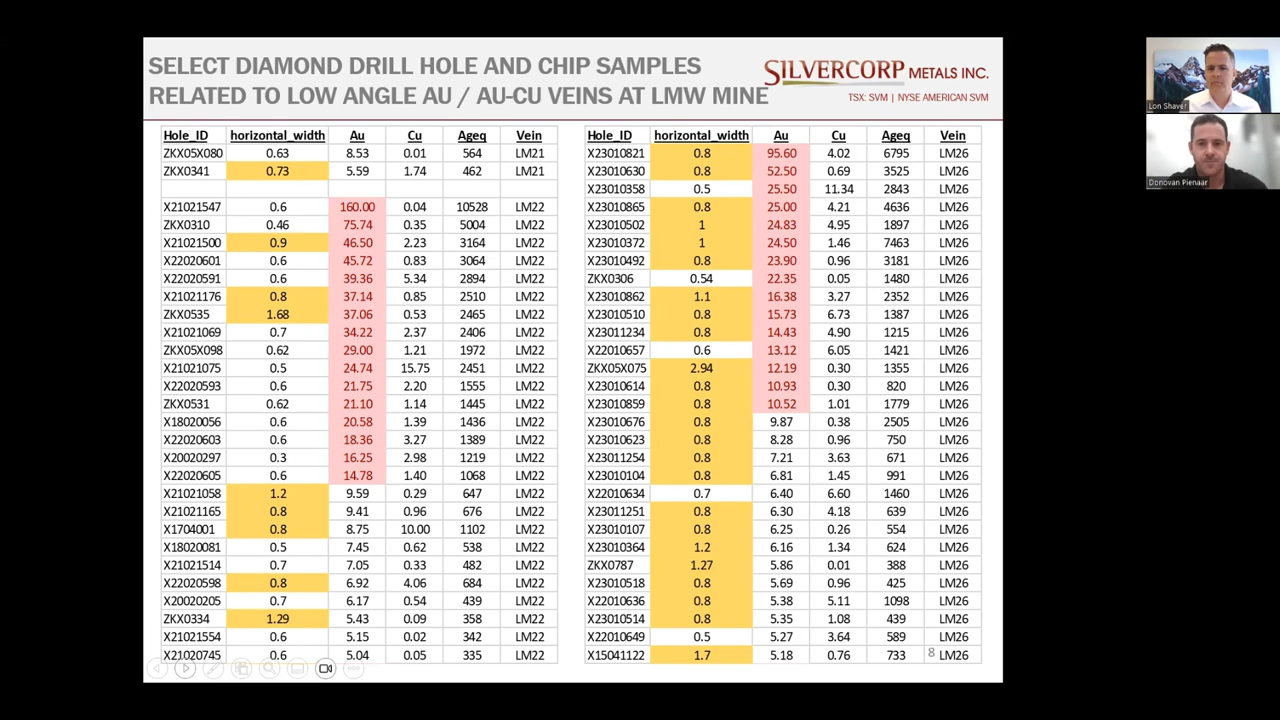 SELECT DIAMOND DRILL HOLE AND CHIP SAMPLES
RELATED TO LOW ANGLE AU / AU-CU VEINS AT LMW MINE
SILVERCORP METALS INC.
TSX: SVM | NYSE AMERICAN SVM
Hole_ID horizontal_width Au Cu Ageq Vein
ZKX05X080 0.63 8.53 0.01 564 LM21
ZKX0341 0.73 5.59 1.74 462 LM21
X21021547 0.6 160.00 0.04 10528 LM22
ZKX0310 0.46 75.74 0.35 5004 LM22
X21021500 0.9 46.50 2.23 3164 LM22
X22020601 0.6 45.72 0.83 3064 LM22
X22020591 0.6 39.36 5.34 2894 LM22
X21021176 0.8 37.14 0.85 2510 LM22
ZKX0535 1.68 37.06 0.53 2465 LM22
X21021069 0.7 34.22 2.37 2406 LM22
ZKX05X098 0.62 29.00 1.21 1972 LM22
X21021075 0.5 24.74 15.75 2451 LM22
X22020593 0.6 21.75 2.20 1555 LM22
ZKX0531 0.62 21.10 1.14 1445 LM22
X18020056 0.6 20.58 1.39 1436 LM22
X22020603 0.6 18.36 3.27 1389 LM22
X20020297 0.3 16.25 2.98 1219 LM22
X22020605 0.6 14.78 1.40 1068 LM22
X21021058 1.2 9.59 0.29 647 LM22
X21021165 0.8 9.41 0.96 676 LM22
X1704001 0.8 8.75 10.00 1102 LM22
X18020081 0.5 7.45 0.62 538 LM22
X21021514 0.7 7.05 0.33 482 LM22
X22020598 0.8 6.92 4.06 684 LM22
X20020205 0.7 6.17 0.54 439 LM22
ZKX0334 1.29 5.43 0.09 358 LM22
X21021554 0.6 5.15 0.02 342 LM22
X21020745 0.6 5.04 0.05 335 LM22
Hole_ID horizontal_width Au Cu Ageq Vein
X23010821 0.8 95.60 4.02 6795 LM26
X23010630 0.8 52.50 0.69 3525 LM26
X23010358 0.5 25.50 11.34 2843 LM26
X23010865 0.8 25.00 4.21 4636 LM26
X23010502 1 24.83 4.95 1897 LM26
X23010372 1 24.50 1.46 7463 LM26
X23010492 0.8 23.90 0.96 3181 LM26
ZKX0306 0.54 22.35 0.05 1480 LM26
X23010862 1.1 16.38 3.27 2352 LM26
X23010510 0.8 15.73 6.73 1387 LM26
X23011234 0.8 14.43 4.90 1215 LM26
X22010657 0.6 13.12 6.05 1421 LM26
ZKX05X075 2.94 12.19 0.30 1355 LM26
X23010614 0.8 10.93 0.30 820 LM26
X23010859 0.8 10.52 1.01 1779 LM26
X23010676 0.8 9.87 0.38 2505 LM26
X23010623 0.8 8.28 0.96 750 LM26
X23011254 0.8 7.21 3.63 671 LM26
X23010104 0.8 6.81 1.45 991 LM26
X22010634 0.7 6.40 6.60 1460 LM26
X23011251 0.8 6.30 4.18 639 LM26
X23010107 0.8 6.25 0.26 554 LM26
X23010364 1.2 6.16 1.34 624 LM26
ZKX0787 1.27 5.86 0.01 388 LM26
X23010518 0.8 5.69 0.96 425 LM26
X22010636 0.8 5.38 5.11 1098 LM26
X23010514 0.8 5.35 1.08 439 LM26
X22010649 0.5 5.27 3.64 589 LM26
X15041122 1.7 5.18 0.76 733 LM26
8
Lon Shaver
Donovan Pienaar